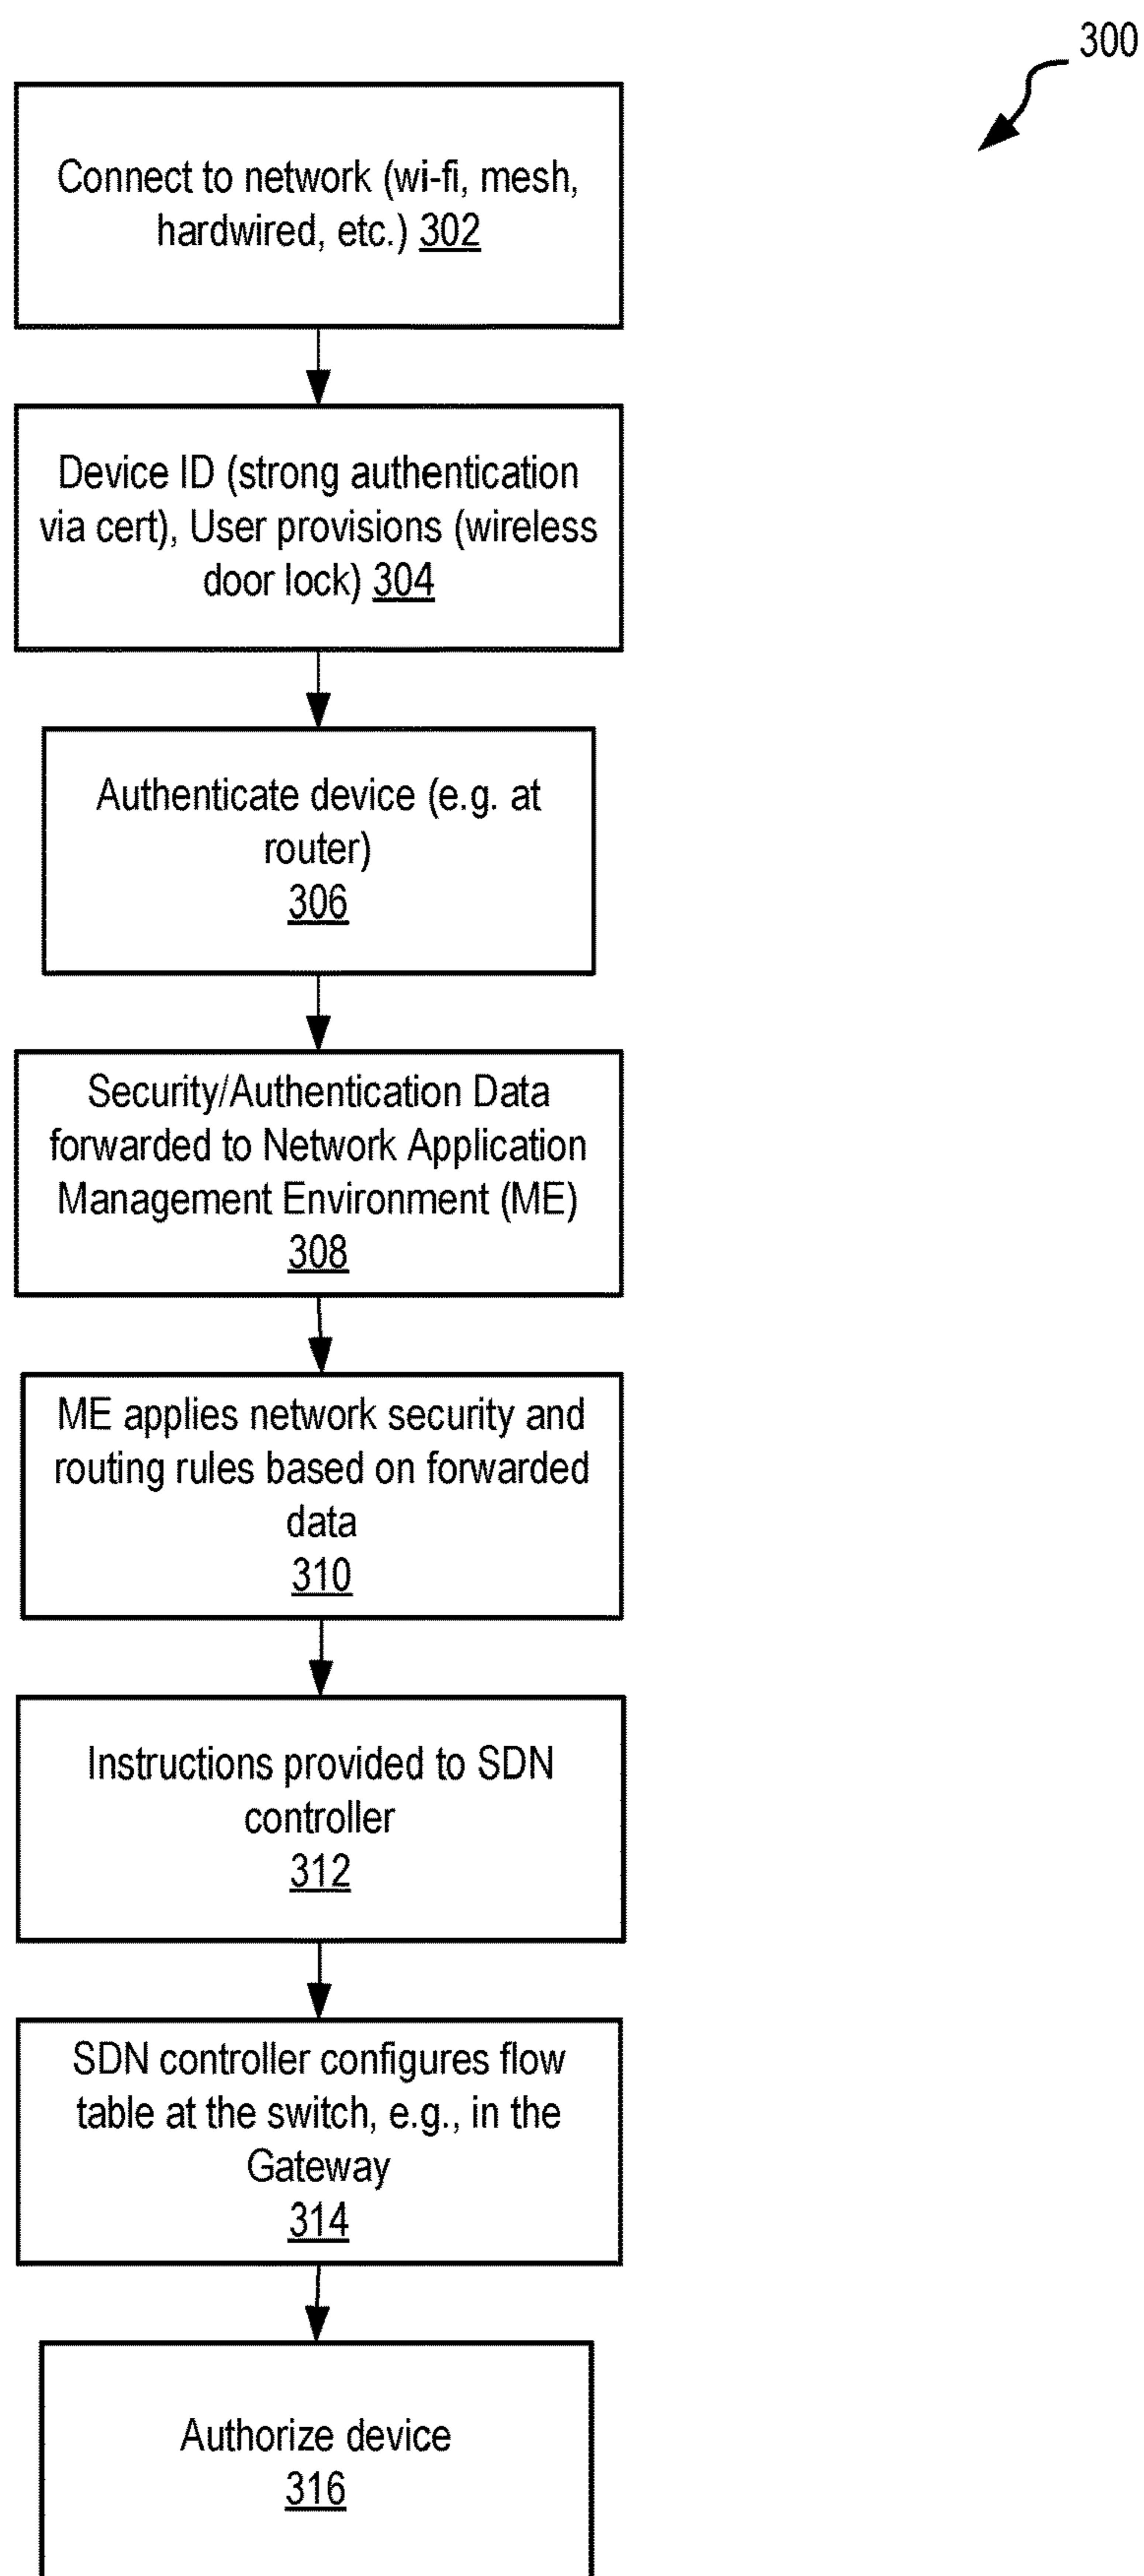 300
Connect to network (wi-fi, mesh,
hardwired, etc.) 302
Device ID (strong authentication
via cert), User provisions (wireless
door lock) 304
Authenticate device (e.g. at
router)
306
Security/Authentication Data
forwarded to Network Application
Management Environment (ME)
308
ME applies network security and
routing rules based on forwarded
data
310
Instructions provided to SDN
controller
312
SDN controller configures flow
table at the switch, e.g., in the
Gateway
314
Authorize device
316